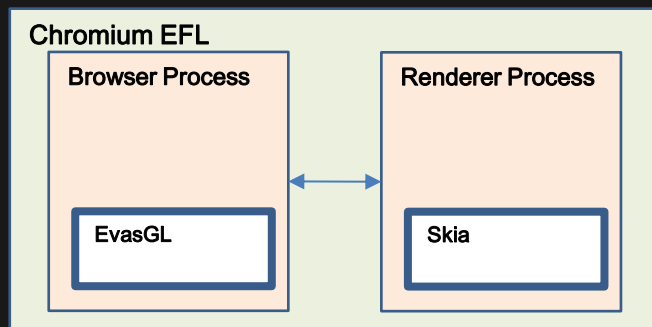 Chromium EFL
Browser Process
Renderer Process
EvasGL
Skia